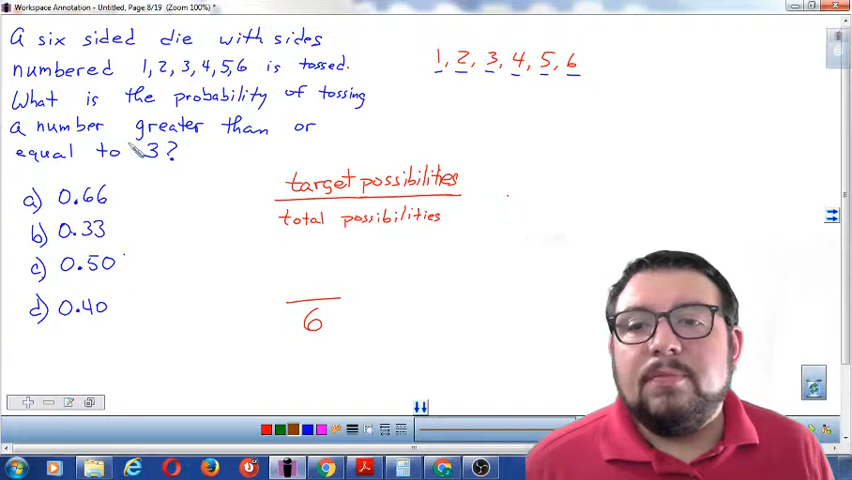 Workspace Annotation - Untitled, Page 8/19 (Zoom 100%) *
A six sided die with sides
numbered 1,2,3,4,5,6 is tossed.
What is the probability of tossing
a number greater than or
equal to 3?
a) 0.66
b) 0.33
c) 0.50
d) 0.40
1, 2, 3, 4, 5, 6
target possibilities
total possibilities
6